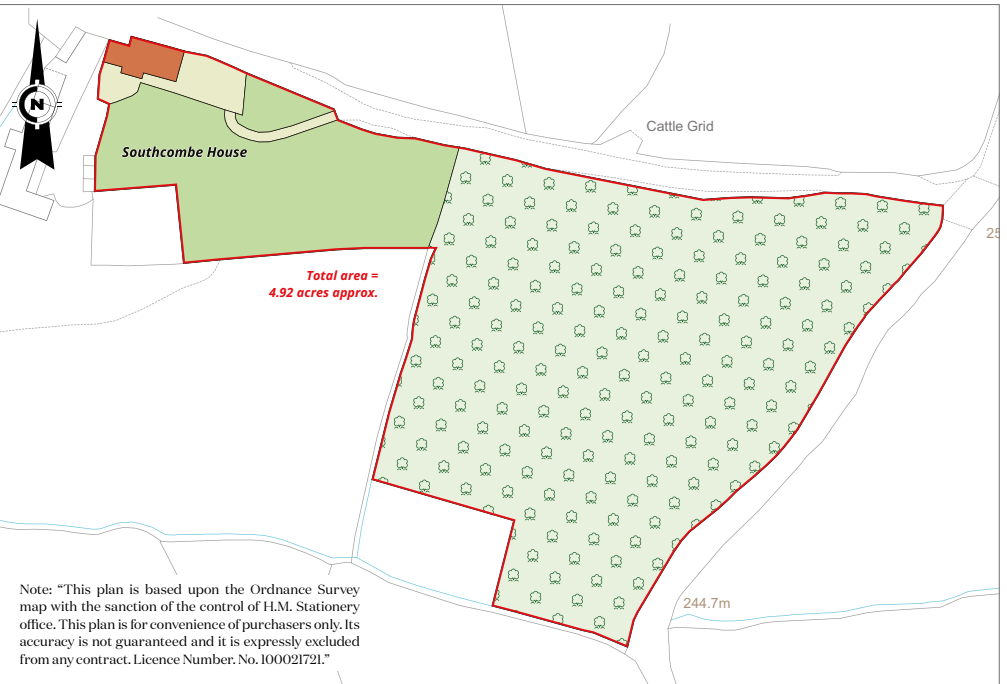 N
Cattle Grid
Southcombe House
25
Total area =
4.92 acres approx.
244.7m
Note: “This plan is based upon the Ordnance Survey
map with the sanction of the control of H.M. Stationery
office. This plan is for convenience of purchasers only. Its
accuracy is not guaranteed and it is expressly excluded
from any contract. Licence Number. No. 100021721.”